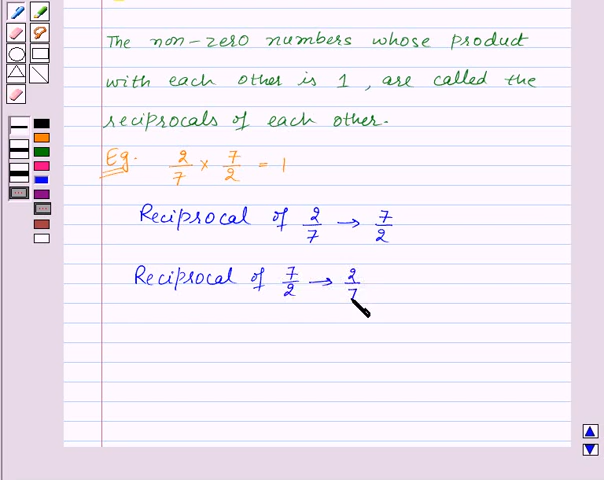 The non-zero numbers whose product
with each other is 1, are called the
reciprocals of each other.
Eg. 2/7 × 7/2 = 1
Reciprocal of 2/7 → 7/2
Reciprocal of 7/2 → 2/7